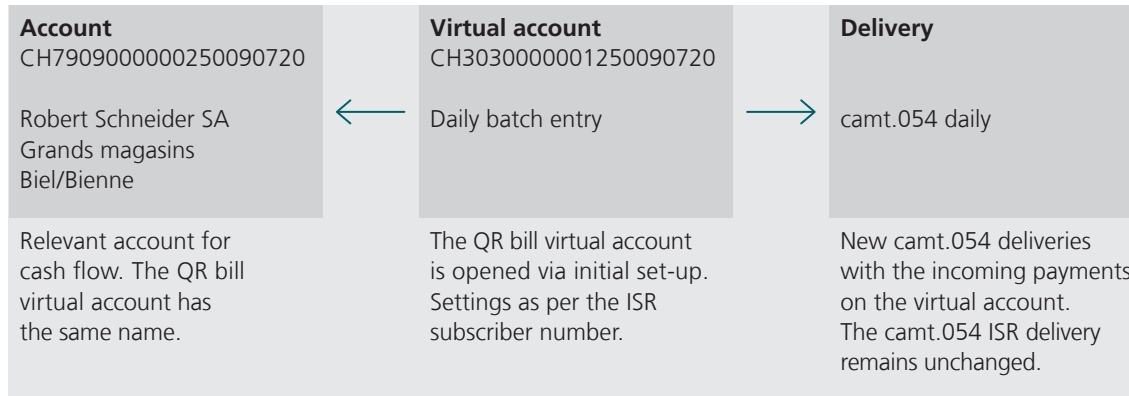 Account
CH7909000000250090720
Robert Schneider SA
Grands magasins
Biel/Bienne
Relevant account for
cash flow. The QR bill
virtual account has
the same name.
Virtual account
CH3030000001250090720
Daily batch entry
The QR bill virtual account
is opened via initial set-up.
Settings as per the ISR
subscriber number.
Delivery
camt.054 daily
New camt.054 deliveries
with the incoming payments
on the virtual account.
The camt.054 ISR delivery
remains unchanged.